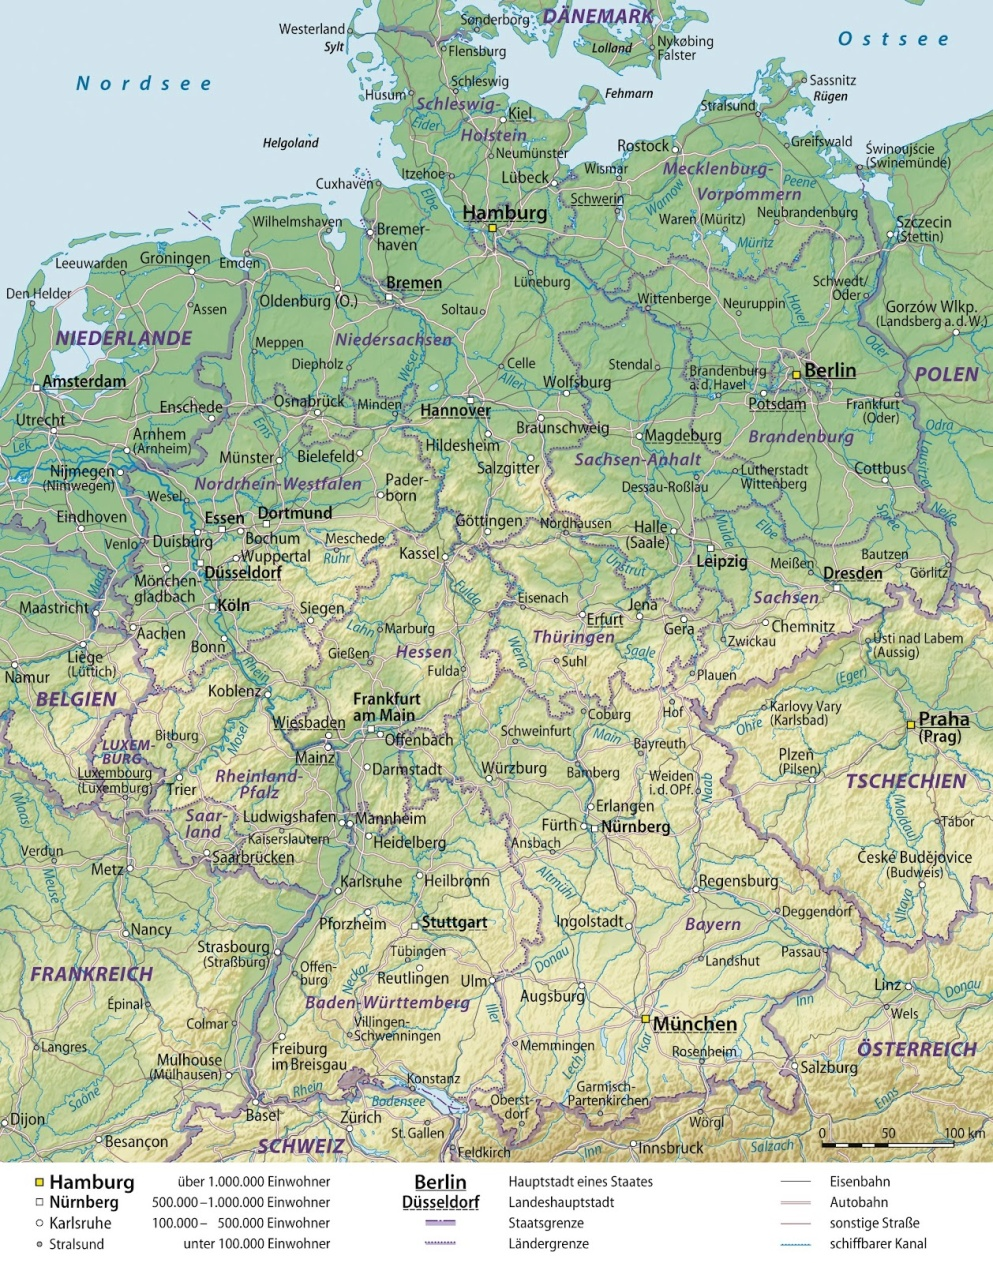 DÄNEMARK
Sønderborg
Westerland
Sylt
Flensburg
Lolland
Nykøbing
Falster
Ostsee
Nordsee
Schleswig
Husum
Schleswig-
Holstein
Eider
Kiel
Fehmarn
Sassnitz
Rügen
Stralsund
Greifswald
Helgoland
Neumünster
Rostock
Świnoujście
(Swinemünde)
Itzehoe
Lübeck
Wismar
Mecklenburg-
Vorpommern
Peene
Cuxhaven
Elbe
Schwerin
Warnow
Hamburg
Waren (Müritz)
Neubrandenburg
Wilhelmshaven
Bremer-
haven
Müritz
Szczecin
(Stettin)
Leeuwarden
Groningen
Emden
Den Helder
Assen
Oldenburg (O.)
Bremen
Lüneburg
Schwedt/
Oder
Soltau
Wittenberge
Neuruppin
Havel
Gorzów Wlkp.
(Landsberg a.d.W.)
NIEDERLANDE
Meppen
Niedersachsen
Oder
Diepholz
Weser
Celle
Aller
Stendal
Brandenburg
a.d.Havel
Berlin
POLEN
Amsterdam
Wolfsburg
Potsdam
Frankfurt
(Oder)
Utrecht
Enschede
Osnabrück
Minden
Hannover
Braunschweig
Magdeburg
Brandenburg
Odra
Lek
Arnhem
(Arnheim)
Ems
Hildesheim
Nijmegen
(Nimwegen)
Münster
Bielefeld
Salzgitter
Sachsen-Anhalt
Lutherstadt
Wittenberg
Cottbus
Lausitzer
Neiße
Nordrhein-Westfalen
Pader-
born
Dessau-Roßlau
Wesel
Eindhoven
Essen
Dortmund
Göttingen
Nordhausen
Halle
(Saale)
Mulde
Elbe
Spree
Venlo
Duisburg
Bochum
Meschede
Wuppertal
Ruhr
Kassel
Unstrut
Leipzig
Meißen
Bautzen
Görlitz
Maas
Mönchen-
gladbach
Düsseldorf
Dresden
Fulda
Eisenach
Sachsen
Maastricht
Köln
Siegen
Erfurt
Jena
Gera
Chemnitz
Aachen
Lahn
Marburg
Werra
Thüringen
Saale
Zwickau
Ústí nad Labem
(Aussig)
Liège
(Lüttich)
Bonn
Gießen
Hessen
Suhl
Namur
Rhein
Fulda
Plauen
(Eger)
BELGIEN
Koblenz
Frankfurt
am Main
Coburg
Hof
Karlovy Vary
(Karlsbad)
Ohře
Praha
(Prag)
Wiesbaden
LUXEM-
BURG
Bitburg
Mosel
Offenbach
Schweinfurt
Main
Bayreuth
Plzeň
(Pilsen)
Mainz
Luxembourg
(Luxemburg)
Trier
Rheinland-
Pfalz
Darmstadt
Würzburg
Bamberg
Weiden
i.d.OPf.
Naab
TSCHECHIEN
(Maas)
Saar-
land
Ludwigshafen
Mannheim
Erlangen
(Moldau)
Tábor
Kaiserslautern
Fürth
Nürnberg
Verdun
Saarbrücken
Heidelberg
Ansbach
České Budějovice
(Budweis)
Metz
Meuse
Karlsruhe
Heilbronn
Altmühl
Regensburg
Vltava
Pforzheim
Stuttgart
Ingolstadt
Bayern
Deggendorf
Nancy
Strasbourg
(Straßburg)
Tübingen
Donau
Landshut
Passau
FRANKREICH
Offen-
burg
Neckar
Reutlingen
Ulm
Augsburg
Linz
Donau
Épinal
Baden-Württemberg
Iller
Inn
Wels
Colmar
Villingen-
Schwenningen
München
Langres
Freiburg
im Breisgau
Memmingen
Lech
Isar
Rosenheim
ÖSTERREICH
Mulhouse
(Mülhausen)
Salzburg
Konstanz
Garmisch-
Partenkirchen
Saône
Rhein
Bodensee
Oberst-
dorf
Enns
Dijon
Basel
Zürich
Wörgl
0 50 100 km
St. Gallen
Besançon
SCHWEIZ
Feldkirch
Inn
Innsbruck
Salzach
Hamburg über 1.000.000 Einwohner Berlin Hauptstadt eines Staates Eisenbahn
Nürnberg 500.000–1.000.000 Einwohner Düsseldorf Landeshauptstadt Autobahn
Karlsruhe 100.000– 500.000 Einwohner Staatsgrenze sonstige Straße
Stralsund unter 100.000 Einwohner Ländergrenze schiffbarer Kanal